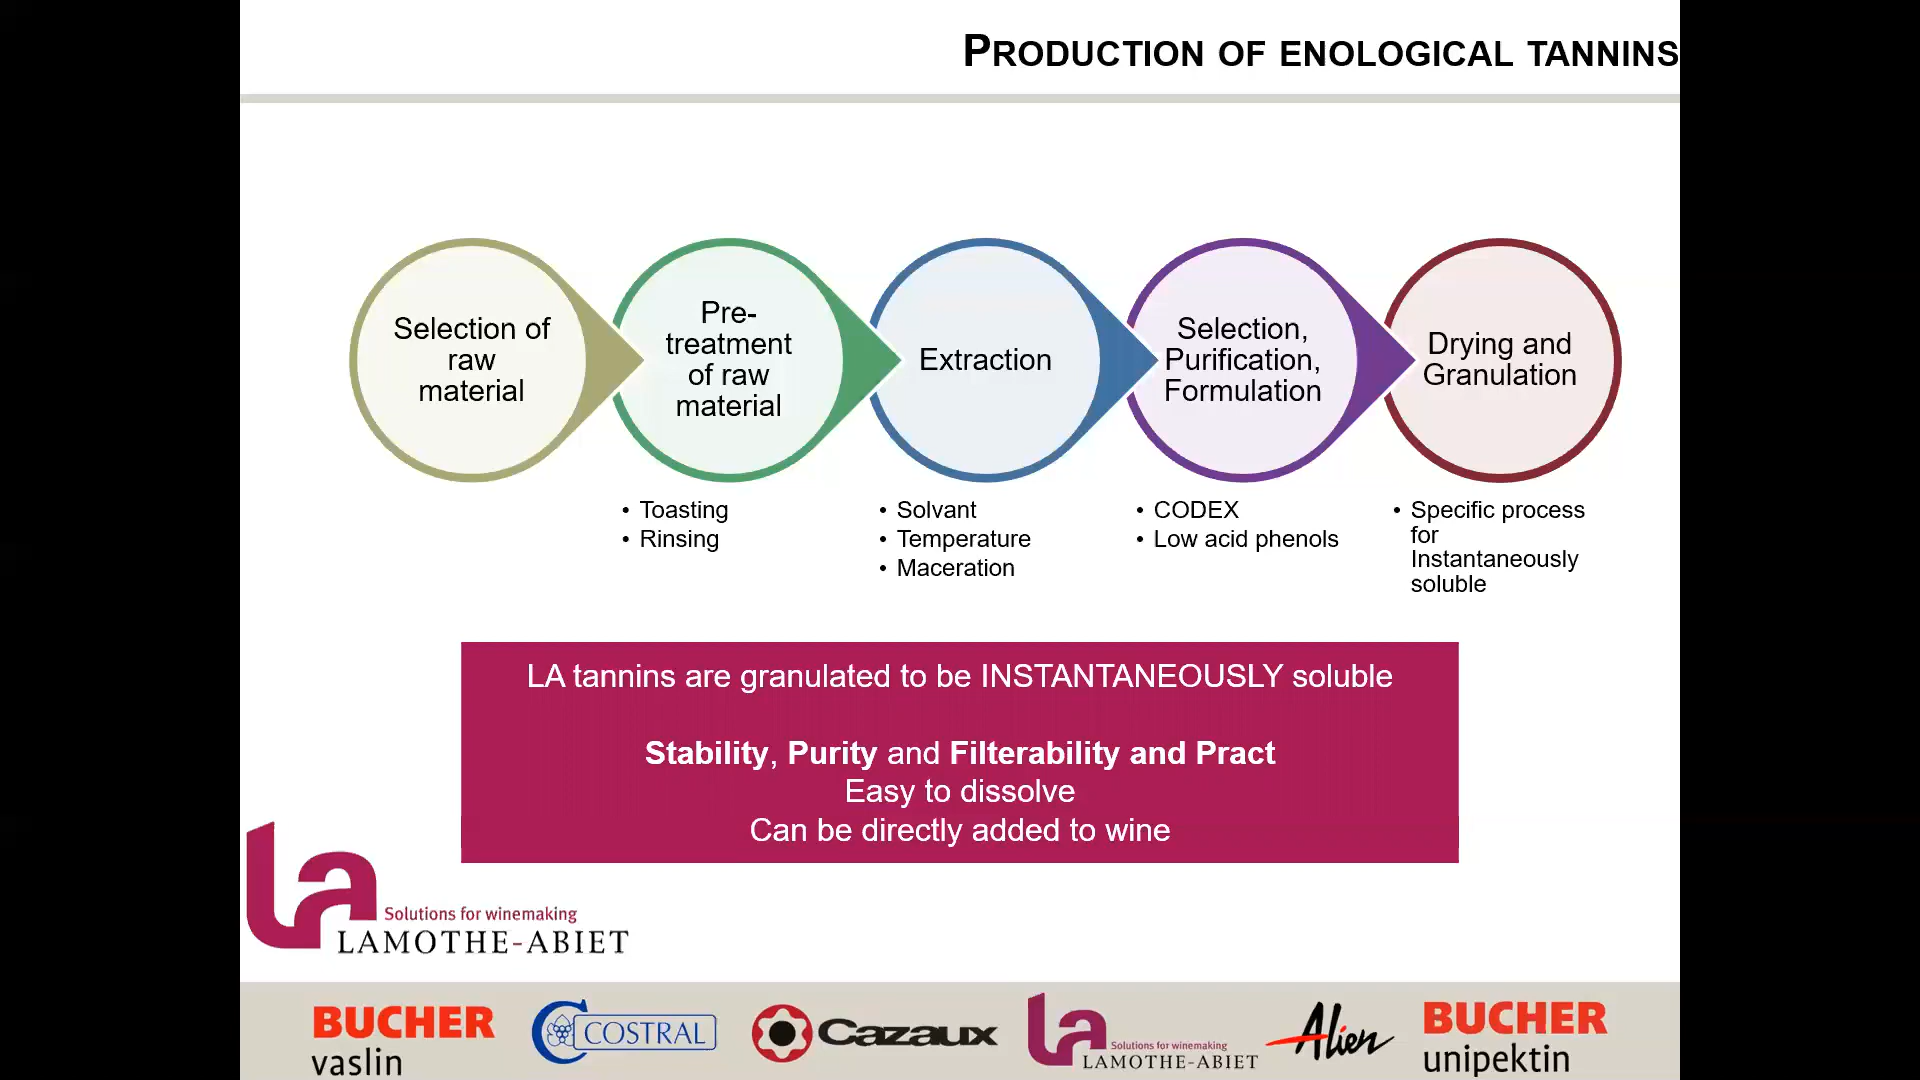 PRODUCTION OF ENOLOGICAL TANNINS
Selection of
raw
material
Pre-
treatment
of raw
material
Extraction
Selection,
Purification,
Formulation
Drying and
Granulation
• Toasting
• Rinsing
• Solvant
• Temperature
• Maceration
• CODEX
• Low acid phenols
• Specific process
for
Instantaneously
soluble
LA tannins are granulated to be INSTANTANEOUSLY soluble
Stability, Purity and Filterability and Pract
Easy to dissolve
Can be directly added to wine
la
Solutions for winemaking
LAMOTHE-ABIET
BUCHER
vaslin
COSTRAL
Cazaux
la
Solutions for winemaking
LAMOTHE-ABIET
Alien
BUCHER
unipektin